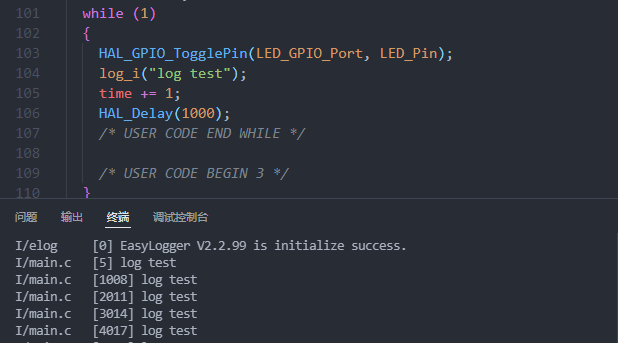 101 while (1)
102 {
103 HAL_GPIO_TogglePin(LED_GPIO_Port, LED_Pin);
104 log_i("log test");
105 time += 1;
106 HAL_Delay(1000);
107 /* USER CODE END WHILE */
108
109 /* USER CODE BEGIN 3 */
110 }
问题 输出 终端 调试控制台
I/elog [0] EasyLogger V2.2.99 is initialize success.
I/main.c [5] log test
I/main.c [1008] log test
I/main.c [2011] log test
I/main.c [3014] log test
I/main.c [4017] log test